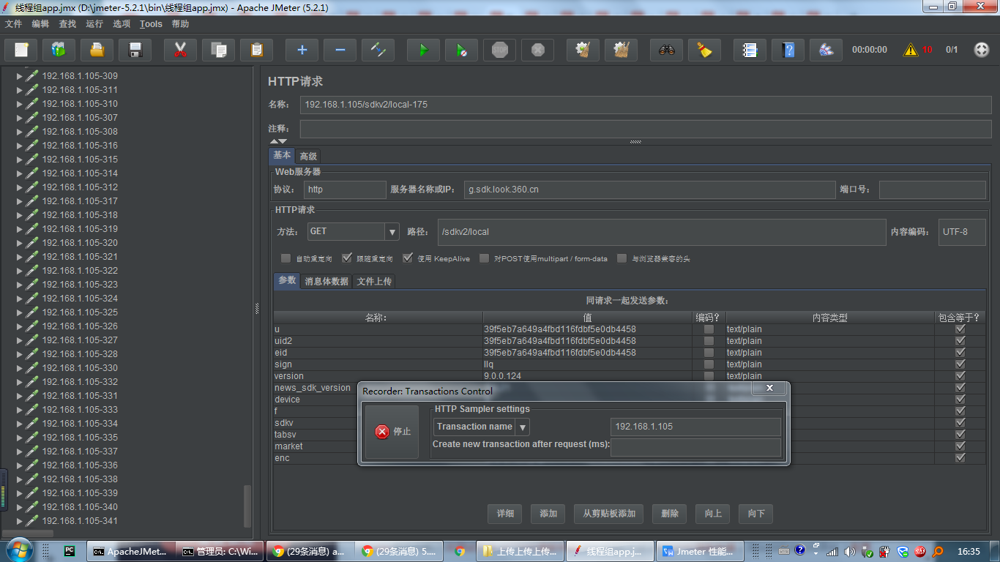 线程组app.jmx (D:\jmeter-5.2.1\bin\线程组app.jmx) - Apache JMeter (5.2.1)
文件 编辑 查找 运行 选项 Tools 帮助
STOP 00:00:00 10 0/1
192.168.1.105-309
192.168.1.105-311
192.168.1.105-310
192.168.1.105-307
192.168.1.105-308
192.168.1.105-316
192.168.1.105-315
192.168.1.105-314
192.168.1.105-312
192.168.1.105-317
192.168.1.105-318
192.168.1.105-319
192.168.1.105-320
192.168.1.105-321
192.168.1.105-322
192.168.1.105-323
192.168.1.105-324
192.168.1.105-325
192.168.1.105-326
192.168.1.105-327
192.168.1.105-328
192.168.1.105-330
192.168.1.105-332
192.168.1.105-331
192.168.1.105-333
192.168.1.105-334
192.168.1.105-335
192.168.1.105-337
192.168.1.105-336
192.168.1.105-338
192.168.1.105-339
192.168.1.105-340
192.168.1.105-341
HTTP请求
名称: 192.168.1.105/sdkv2/local-175
注释:
基本 高级
Web服务器
协议: http 服务器名称或IP: g.sdk.look.360.cn 端口号:
HTTP请求
方法: GET 路径: /sdkv2/local 内容编码: UTF-8
自动重定向 跟随重定向 使用 KeepAlive 对POST使用multipart / form-data 与浏览器兼容的头
参数 消息体数据 文件上传
同请求一起发送参数:
名称: 值 编码? 内容类型 包含等于?
u 39f5eb7a649a4fbd116fdbf5e0db4458 text/plain
uid2 39f5eb7a649a4fbd116fdbf5e0db4458 text/plain
eid 39f5eb7a649a4fbd116fdbf5e0db4458 text/plain
sign llq text/plain
version 9.0.0.124 text/plain
news_sdk_version
device
f
sdkv
tabsv
market
enc
Recorder: Transactions Control
停止
HTTP Sampler settings
Transaction name 192.168.1.105
Create new transaction after request (ms):
详细 添加 从剪贴板添加 删除 向上 向下
PC ApacheJMet... 管理员: C:\Wi... (29条消息) a... (29条消息) 5.... 上传上传上传... 线程组app.j... Jmeter 性能... 16:35